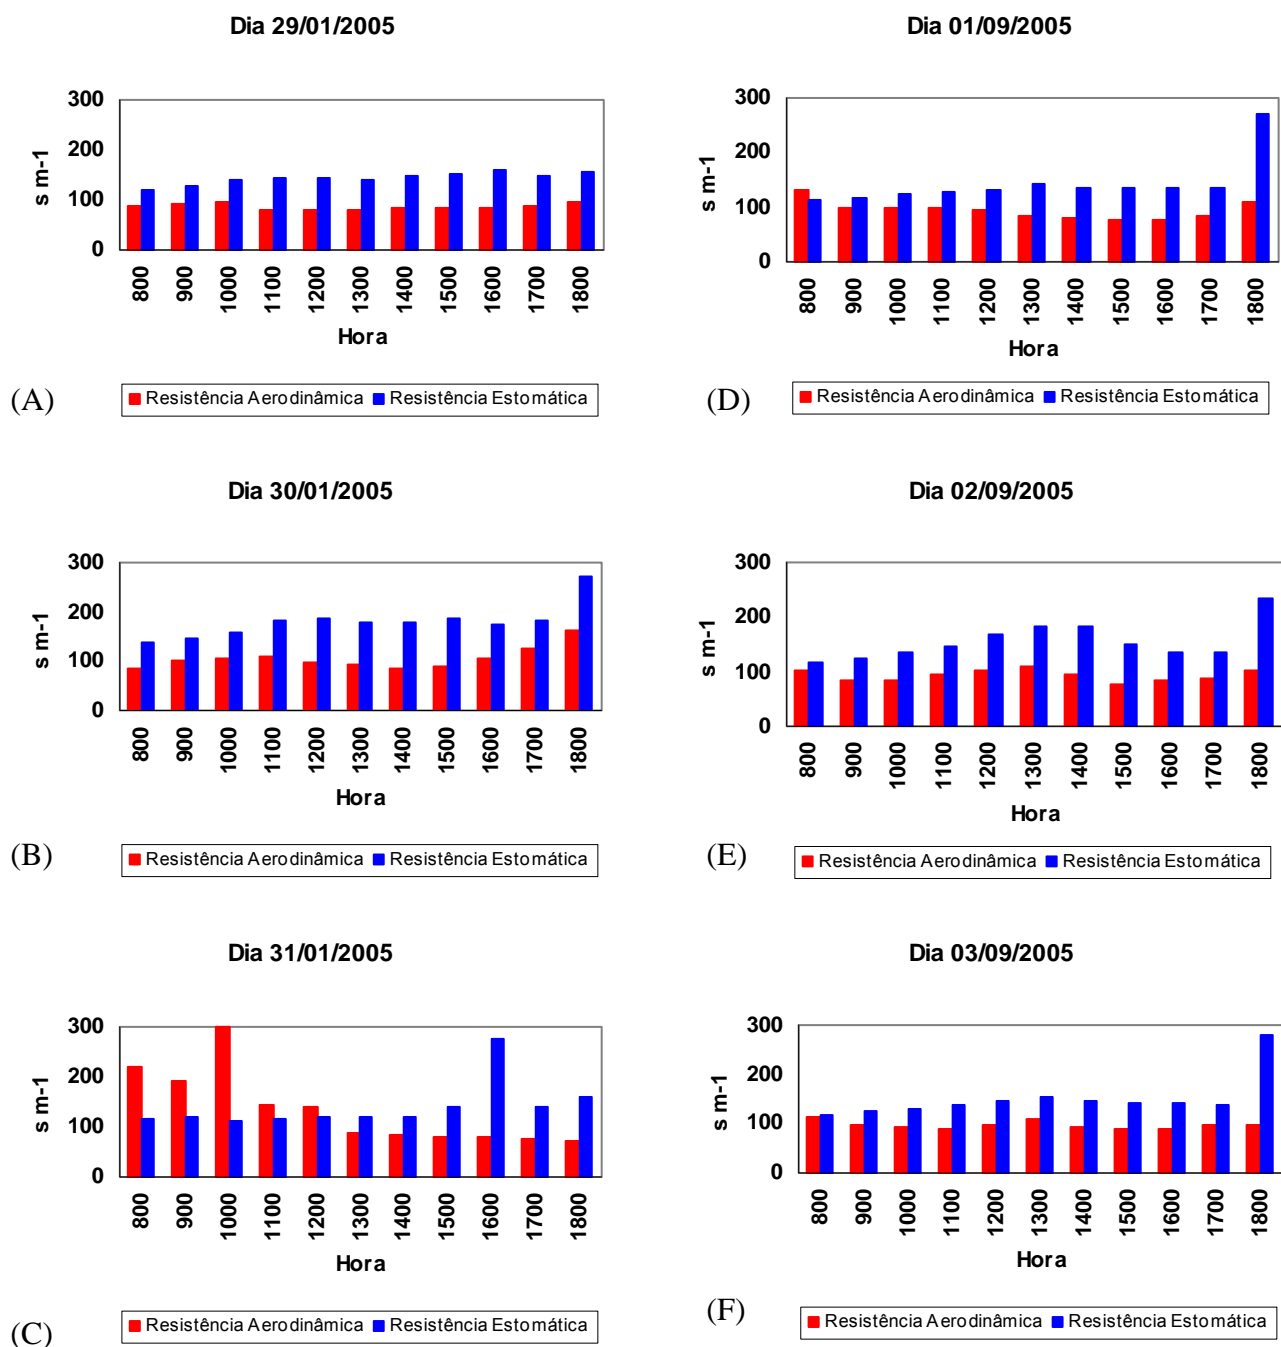 Dia 29/01/2005
300
200
100
0
s m-1
800 900 1000 1100 1200 1300 1400 1500 1600 1700 1800
Hora
(A)
Resistência Aerodinâmica Resistência Estomática
Dia 30/01/2005
300
200
100
0
s m-1
800 900 1000 1100 1200 1300 1400 1500 1600 1700 1800
Hora
(B)
Resistência Aerodinâmica Resistência Estomática
Dia 31/01/2005
300
200
100
0
s m-1
800 900 1000 1100 1200 1300 1400 1500 1600 1700 1800
Hora
(C)
Resistência Aerodinâmica Resistência Estomática
Dia 01/09/2005
300
200
100
0
s m-1
800 900 1000 1100 1200 1300 1400 1500 1600 1700 1800
Hora
(D)
Resistência Aerodinâmica Resistência Estomática
Dia 02/09/2005
300
200
100
0
s m-1
800 900 1000 1100 1200 1300 1400 1500 1600 1700 1800
Hora
(E)
Resistência Aerodinâmica Resistência Estomática
Dia 03/09/2005
300
200
100
0
s m-1
800 900 1000 1100 1200 1300 1400 1500 1600 1700 1800
Hora
(F)
Resistência Aerodinâmica Resistência Estomática